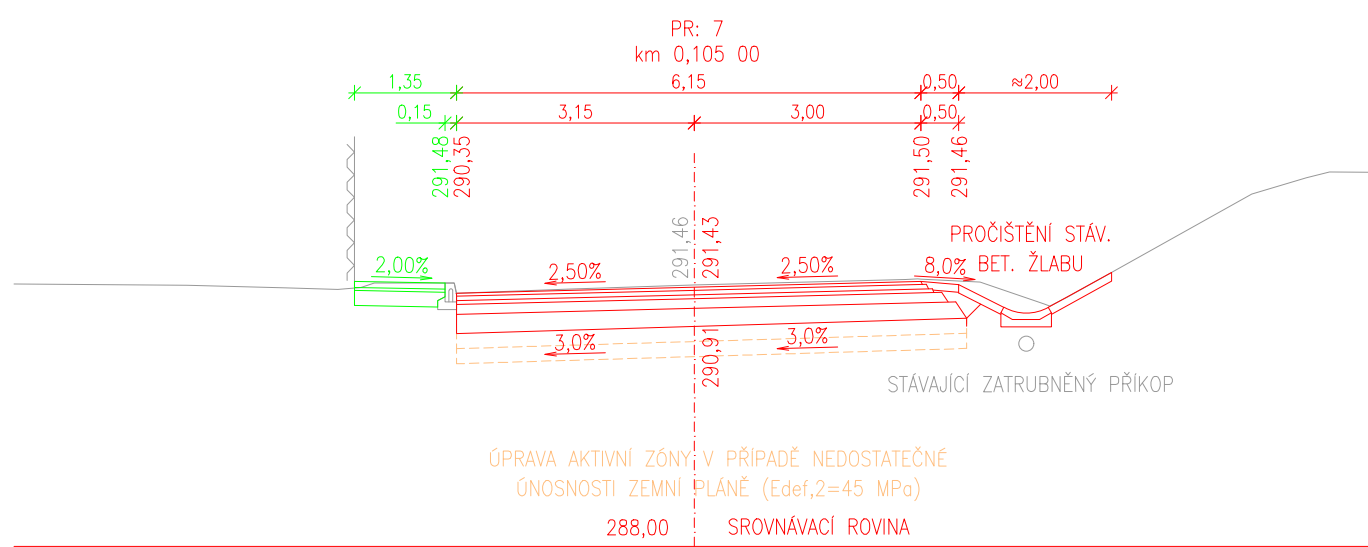 PR: 7
km 0,105 00
1,35
6,15
0,50
≈2,00
0,15
3,15
3,00
0,50
291,48
290,35
291,50
291,46
291,46
291,43
PROČIŠTĚNÍ STÁV.
BET. ŽLABU
2,00%
2,50%
2,50%
8,0%
3,0%
3,0%
290,91
STÁVAJÍCÍ ZATRUBNĚNÝ PŘÍKOP
ÚPRAVA AKTIVNÍ ZÓNY V PŘÍPADĚ NEDOSTATEČNÉ
ÚNOSNOSTI ZEMNÍ PLÁNĚ (Edef,2=45 MPa)
288,00 SROVNÁVACÍ ROVINA